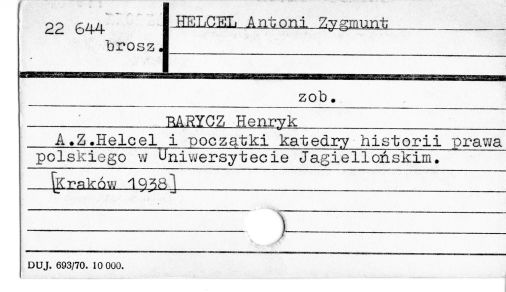 22 644
brosz.
HELCEL Antoni Zygmunt
zob.
BARYCZ Henryk
A.Z.Helcel i początki katedry historii prawa
polskiego w Uniwersytecie Jagiellońskim.
[Kraków 1938]
DUJ. 693/70. 10 000.